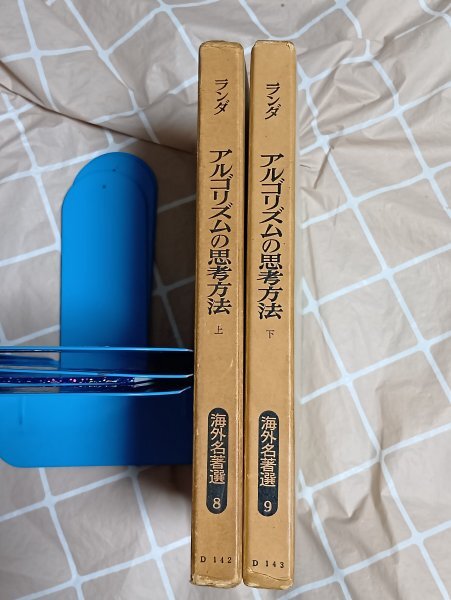 ランダ
アルゴリズムの思考方法
上
海外名著選
8
D 142
ランダ
アルゴリズムの思考方法
下
海外名著選
9
D 143